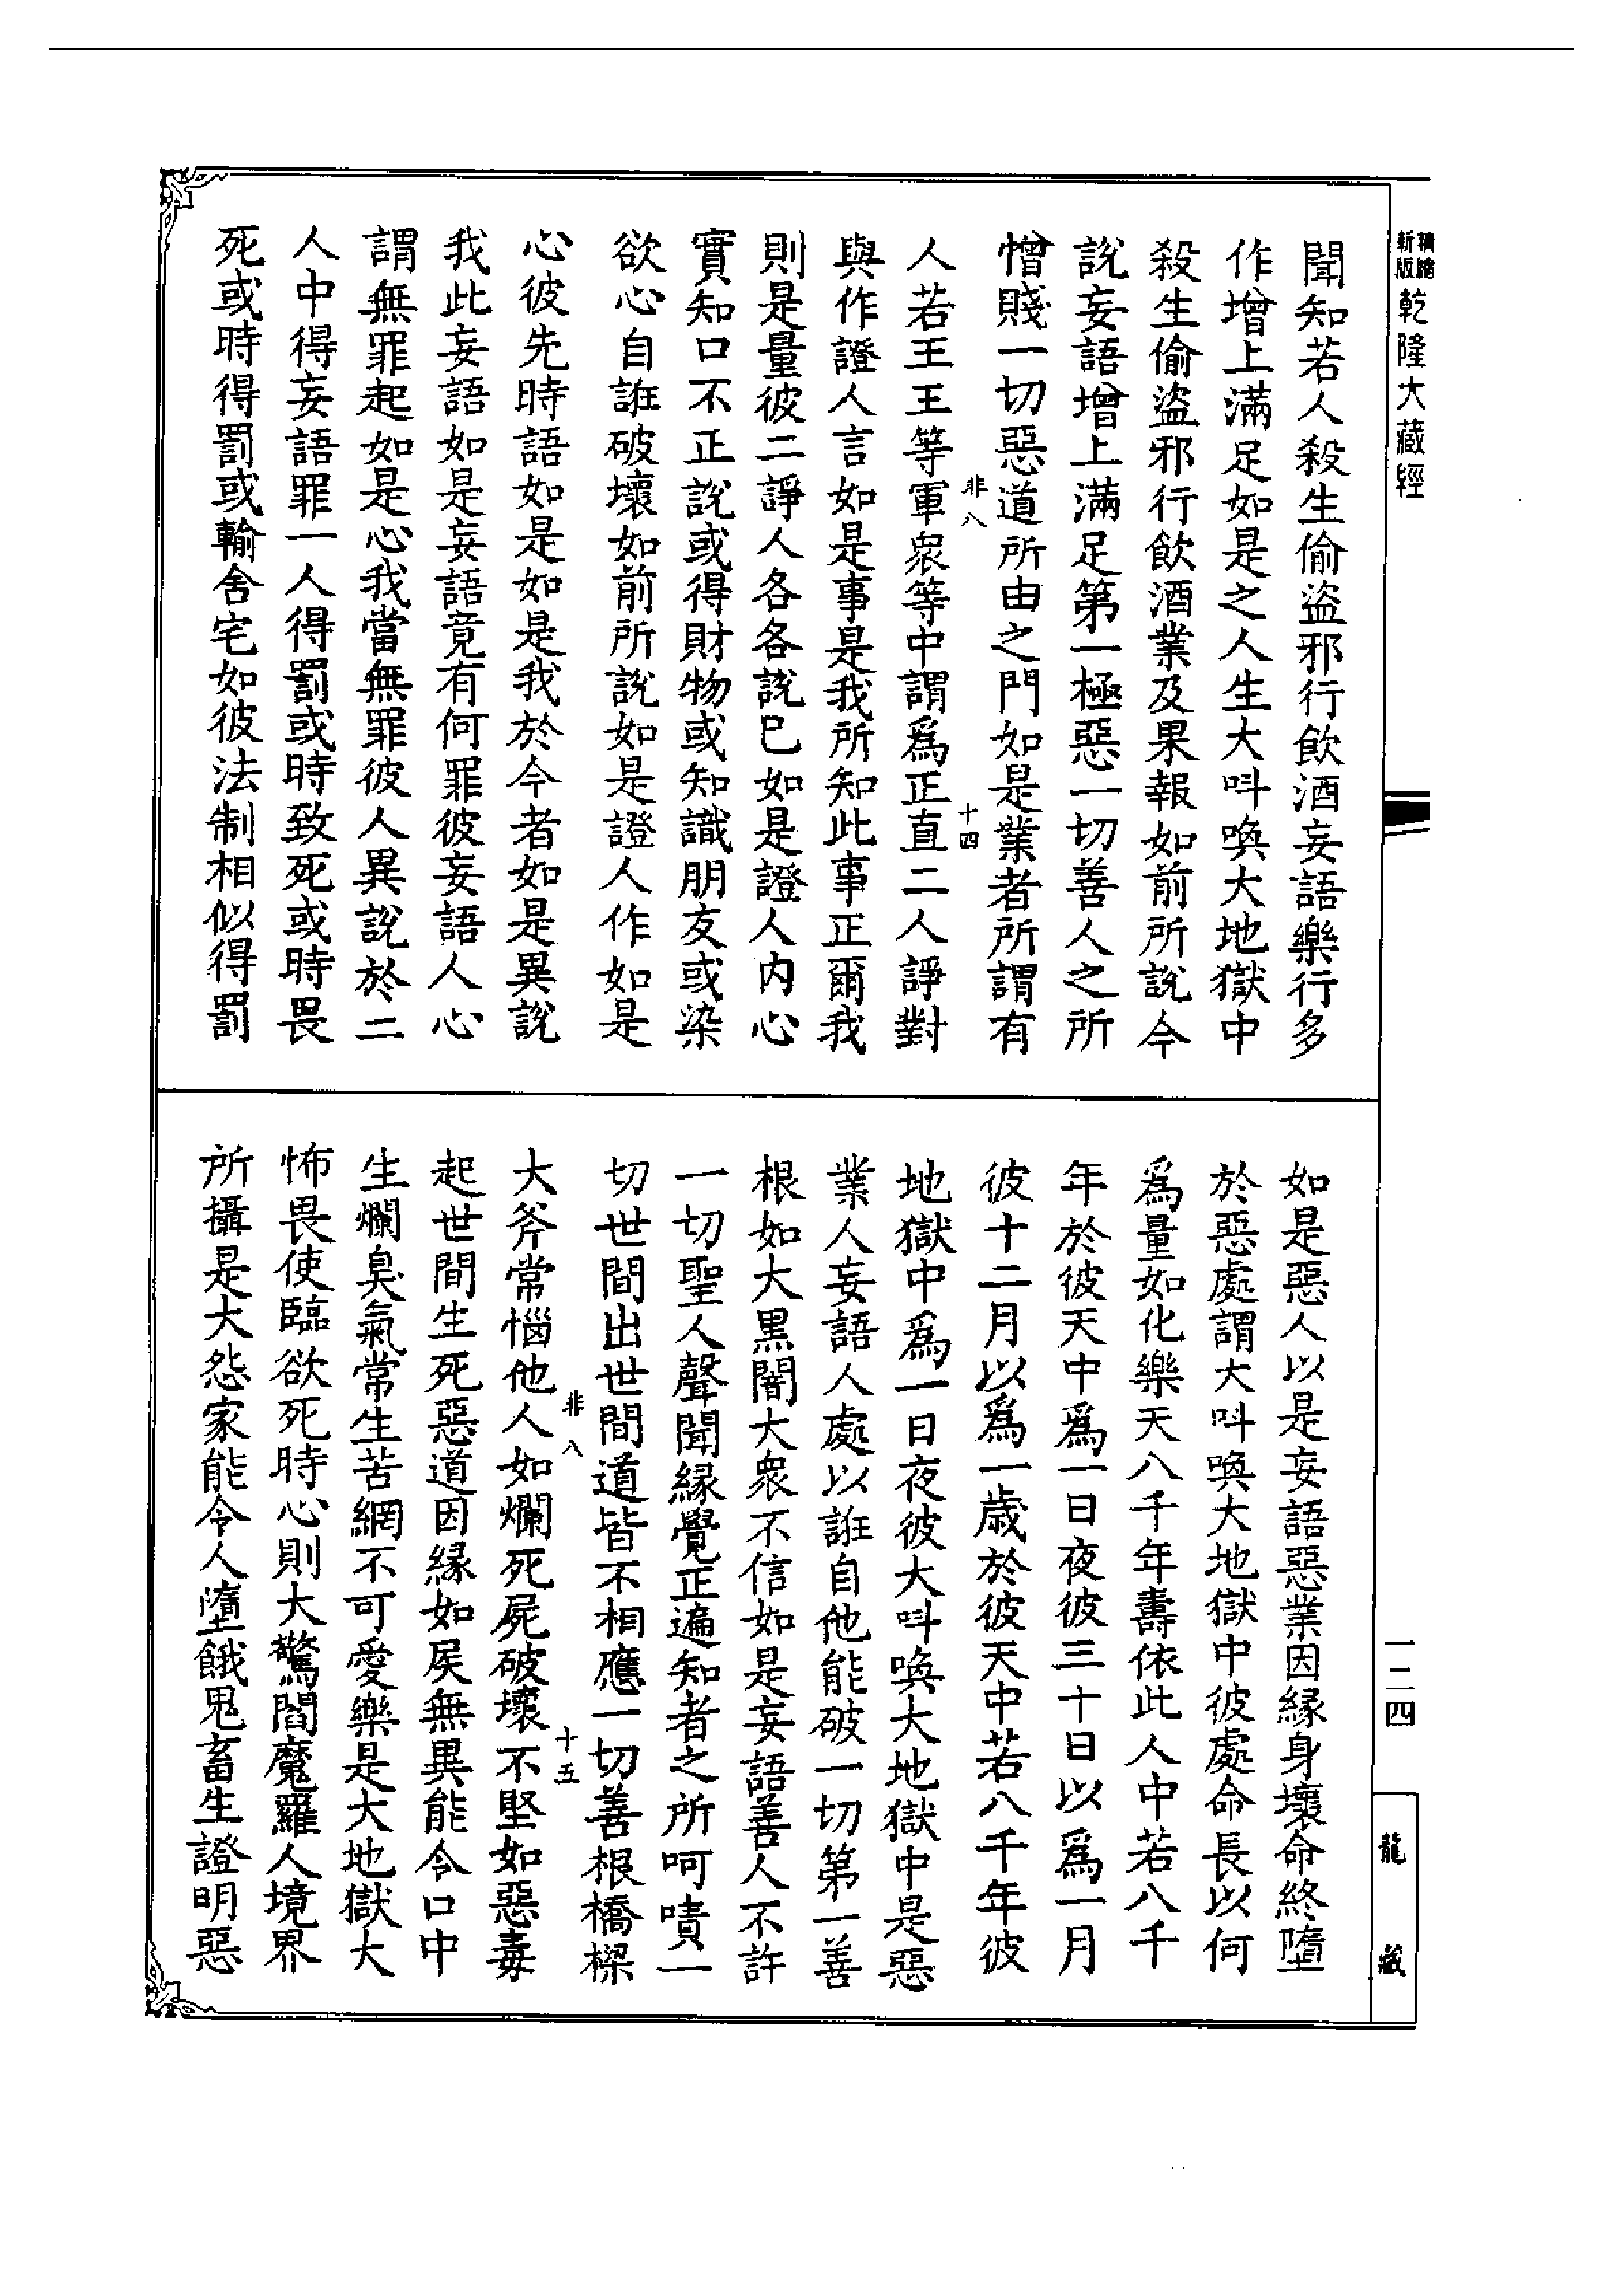 精縮
新版
乾隆大藏經
聞知若人殺生偷盜邪行飲酒妄語樂行多
作增上滿足如是之人生大叫喚大地獄中
殺生偷盜邪行飲酒業及果報如前所說今
說妄語增上滿足第一極惡一切善人之所
憎賤一切惡道所由之門如是業者所謂有
非八
十四
人若王王等軍衆等中謂爲正直二人諍對
與作證人言如是事是我所知此事正爾我
則是量彼二諍人各各說已如是證人內心
實知口不正說或得財物或知識朋友或染
欲心自誑破壞如前所說如是證人作如是
心彼先時語如是如是我於今者如是異說
我此妄語如是妄語竟有何罪彼妄語人心
謂無罪起如是心我當無罪彼人異說於二
人中得妄語罪一人得罰或時致死或時畏
死或時得罰或輸舍宅如彼法制相似得罰
如是惡人以是妄語惡業因緣身壞命終墮
於惡處謂大叫喚大地獄中彼處命長以何
爲量如化樂天八千年壽依此人中若八千
年於彼天中爲一日夜彼三十日以爲一月
彼十二月以爲一歲於彼天中若八千年彼
地獄中爲一日夜彼大叫喚大地獄中是惡
業人妄語人處以誑自他能破一切第一善
根如大黑闇大衆不信如是妄語善人不許
一切聖人聲聞緣覺正遍知者之所呵嘖一
切世間出世間道皆不相應一切善根橋樑
非八
十五
大斧常惱他人如爛死屍破壞不堅如惡毒
起世間生死惡道因緣如屎無異能令口中
生爛臭氣常生苦網不可愛樂是大地獄大
怖畏使臨欲死時心則大驚閻魔羅人境界
所攝是大怨家能令人墮餓鬼畜生證明惡
一二四
龍藏